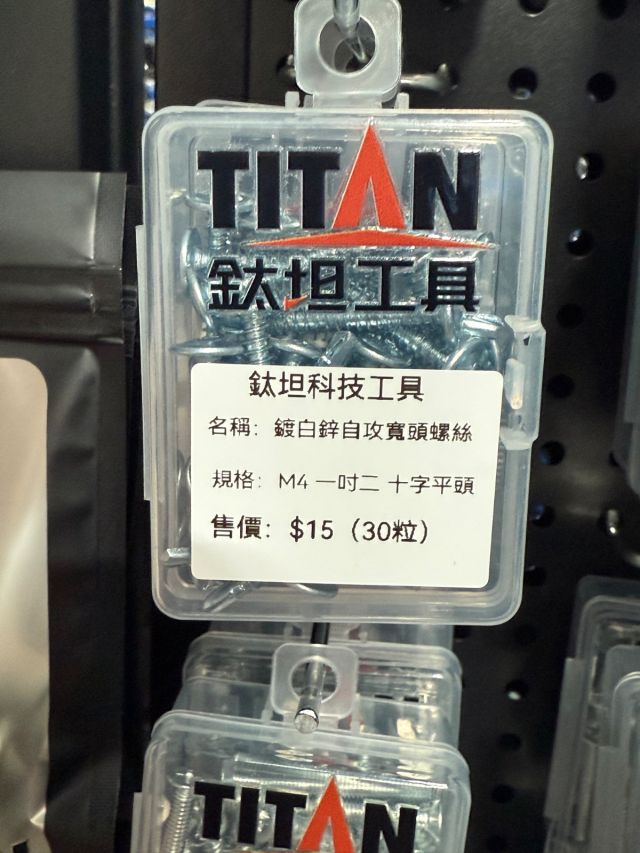 TITAN
鈦坦工具
鈦坦科技工具
名稱: 鍍白鋅自攻寬頭螺絲
規格: M4 一吋二 十字平頭
售價: $15 (30粒)
TITAN